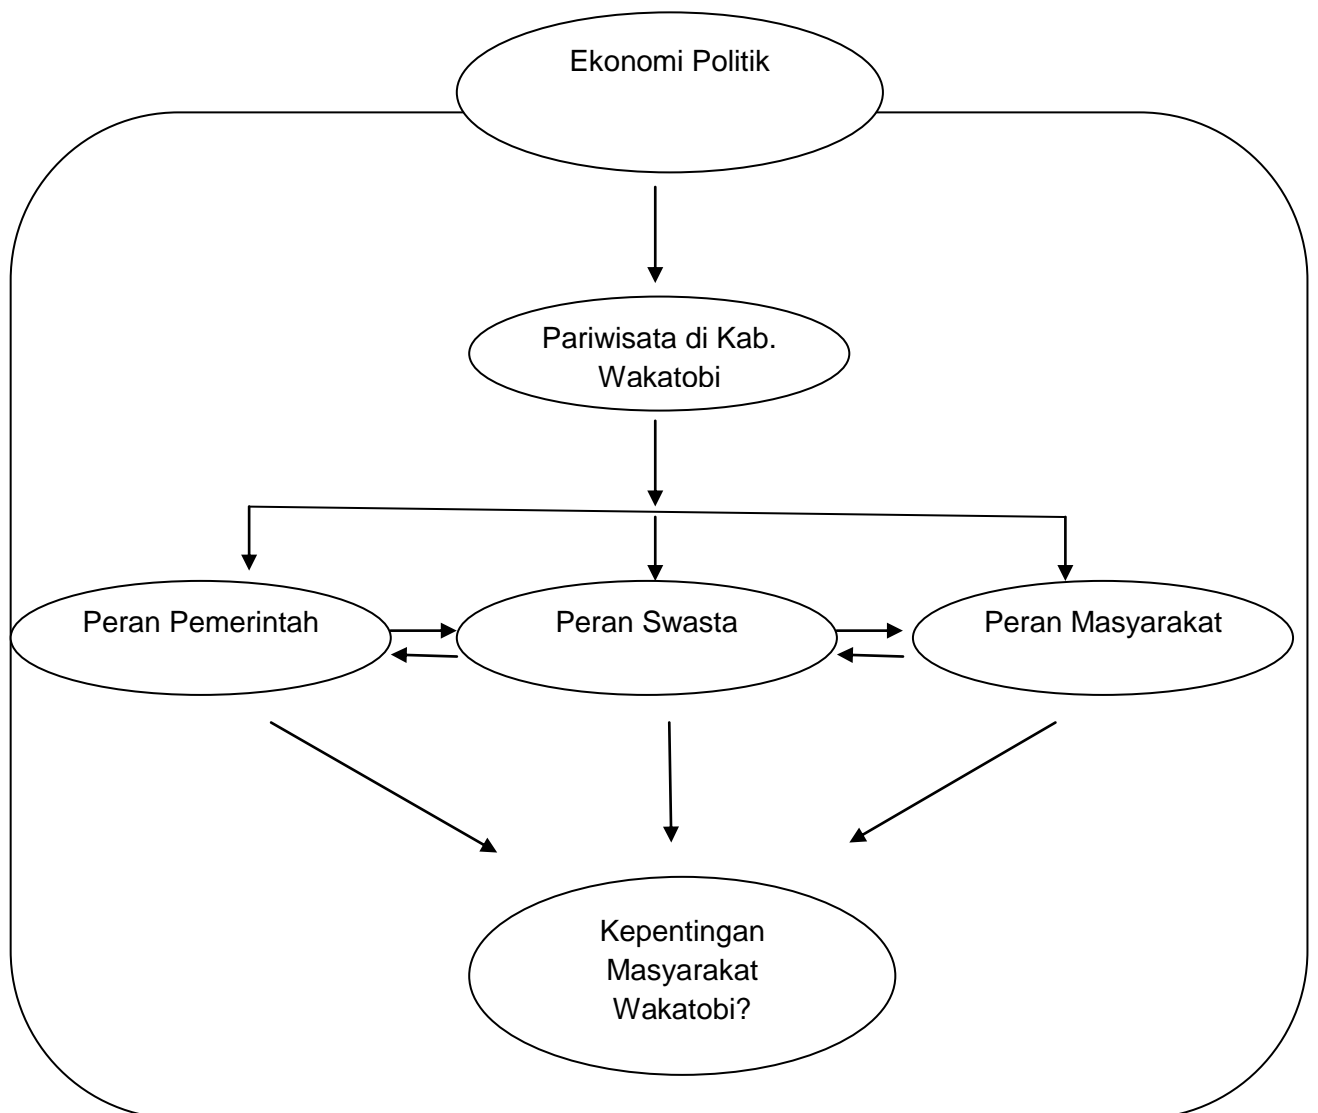 Ekonomi Politik
Pariwisata di Kab.
Wakatobi
Peran Pemerintah
Peran Swasta
Peran Masyarakat
Kepentingan
Masyarakat
Wakatobi?